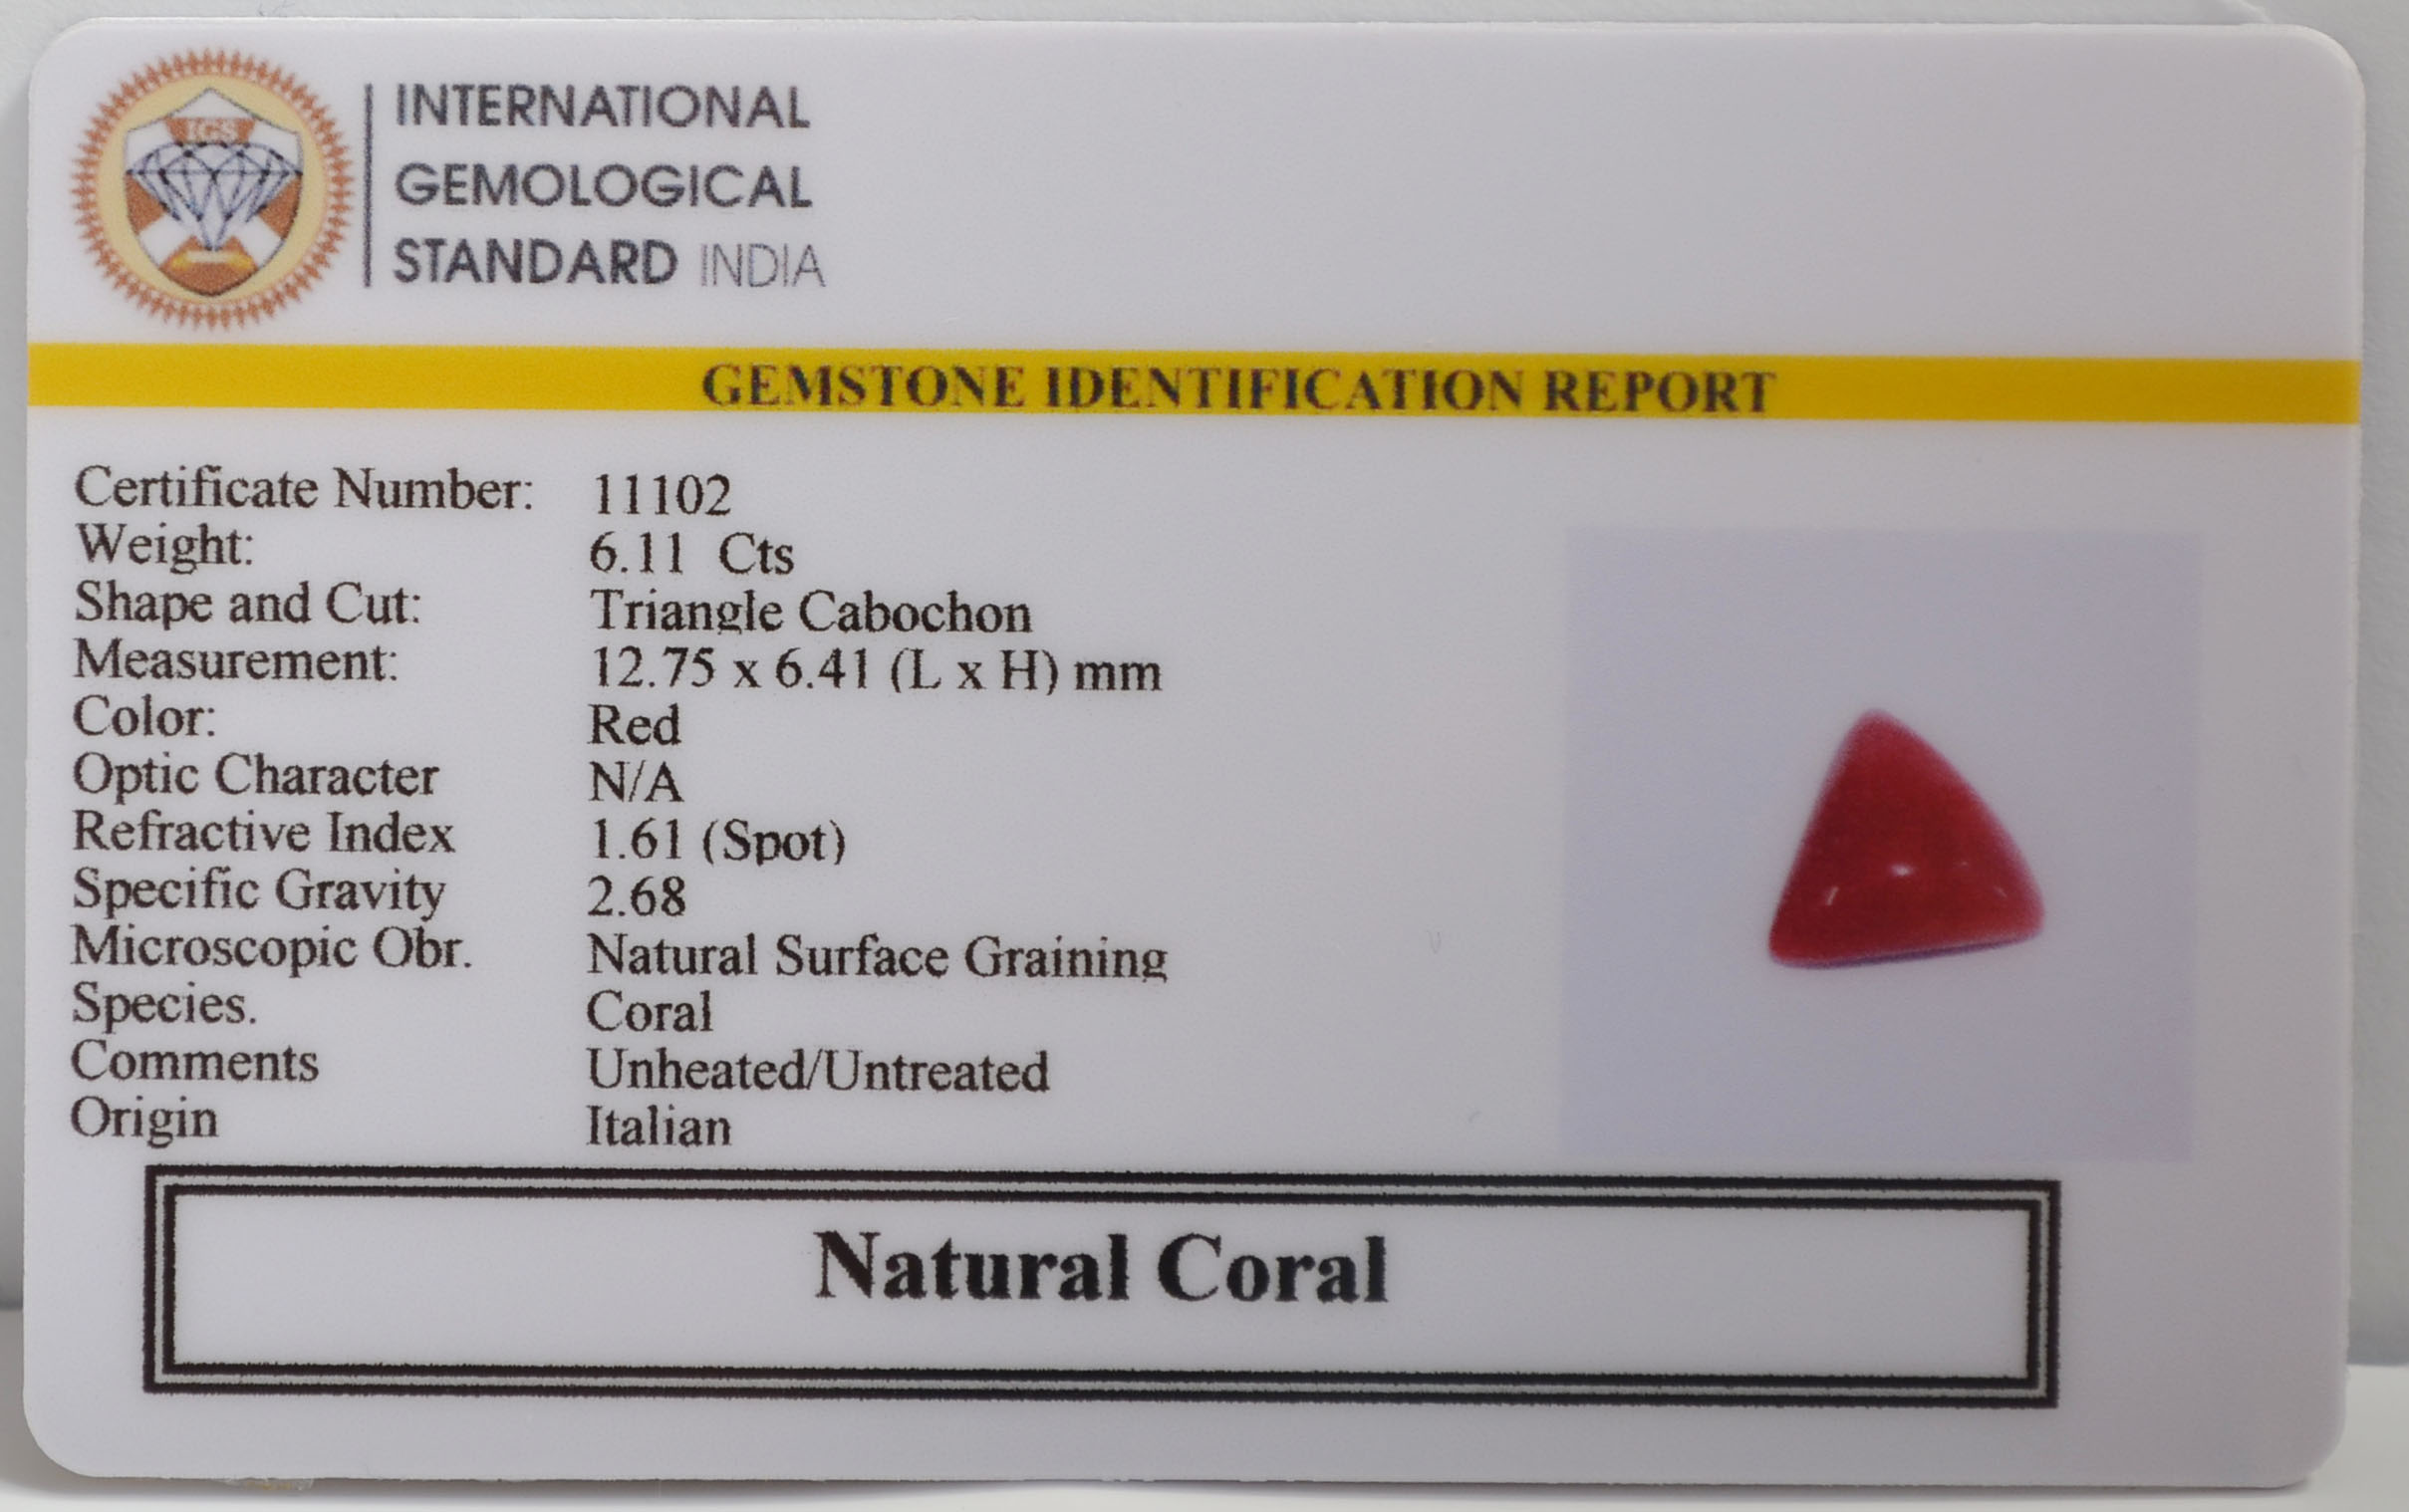 IGS
INTERNATIONAL
GEMOLOGICAL
STANDARD INDIA
GEMSTONE IDENTIFICATION REPORT
Certificate Number: 11102
Weight: 6.11 Cts
Shape and Cut: Triangle Cabochon
Measurement: 12.75 x 6.41 (L x H) mm
Color: Red
Optic Character N/A
Refractive Index 1.61 (Spot)
Specific Gravity 2.68
Microscopic Obr. Natural Surface Graining
Species. Coral
Comments Unheated/Untreated
Origin Italian
Natural Coral